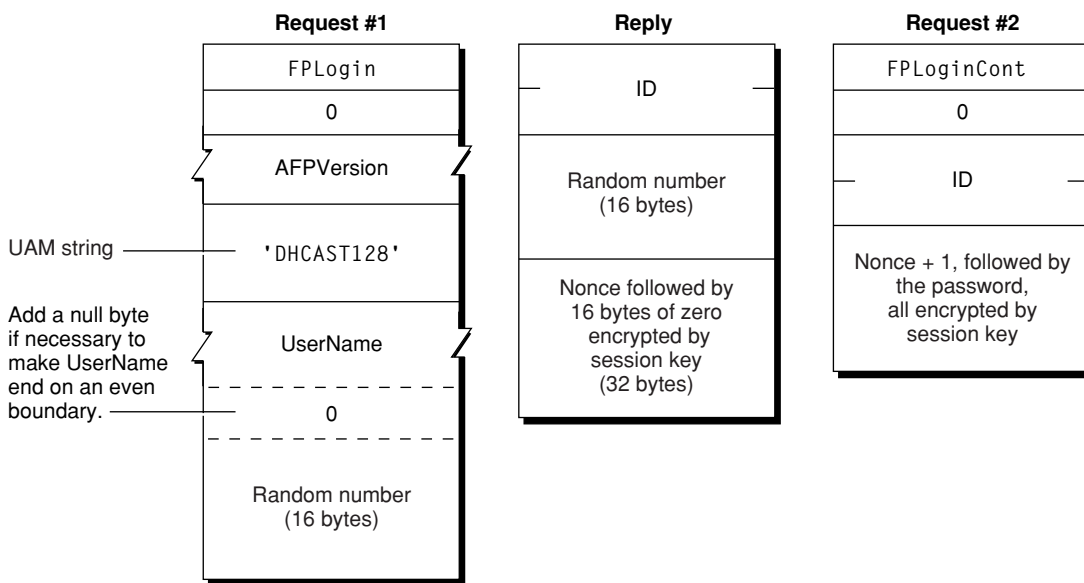 Request #1
FPLogin
0
AFPVersion
UAM string
'DHCAST128'
Add a null byte
if necessary to
make UserName
end on an even
boundary.
UserName
0
Random number
(16 bytes)
Reply
ID
Random number
(16 bytes)
Nonce followed by
16 bytes of zero
encrypted by
session key
(32 bytes)
Request #2
FPLoginCont
0
ID
Nonce + 1, followed by
the password,
all encrypted by
session key